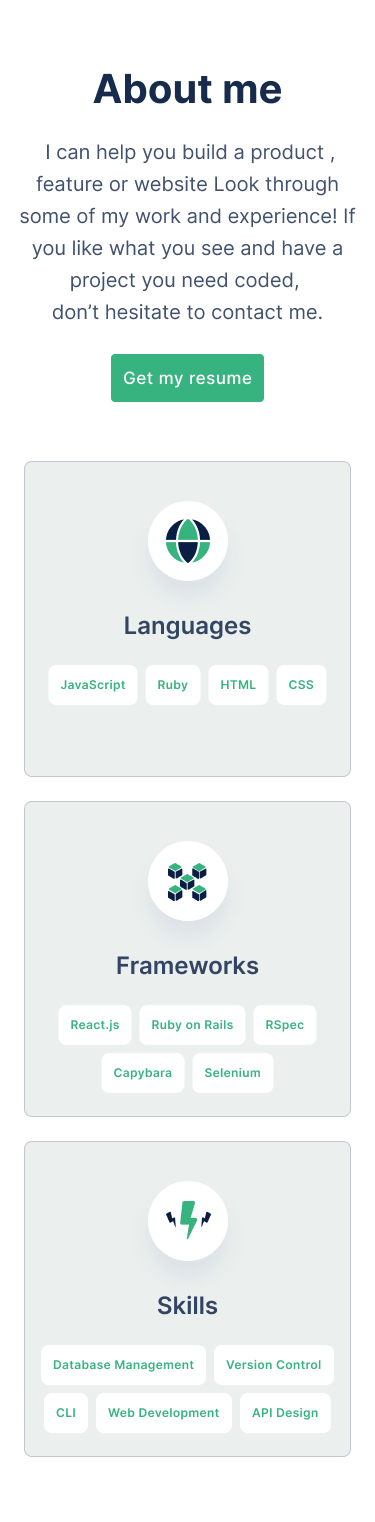 About me
I can help you build a product ,
feature or website Look through
some of my work and experience! If
you like what you see and have a
project you need coded,
don’t hesitate to contact me.
Get my resume
Languages
JavaScript Ruby HTML CSS
Frameworks
React.js Ruby on Rails RSpec
Capybara Selenium
Skills
Database Management Version Control
CLI Web Development API Design